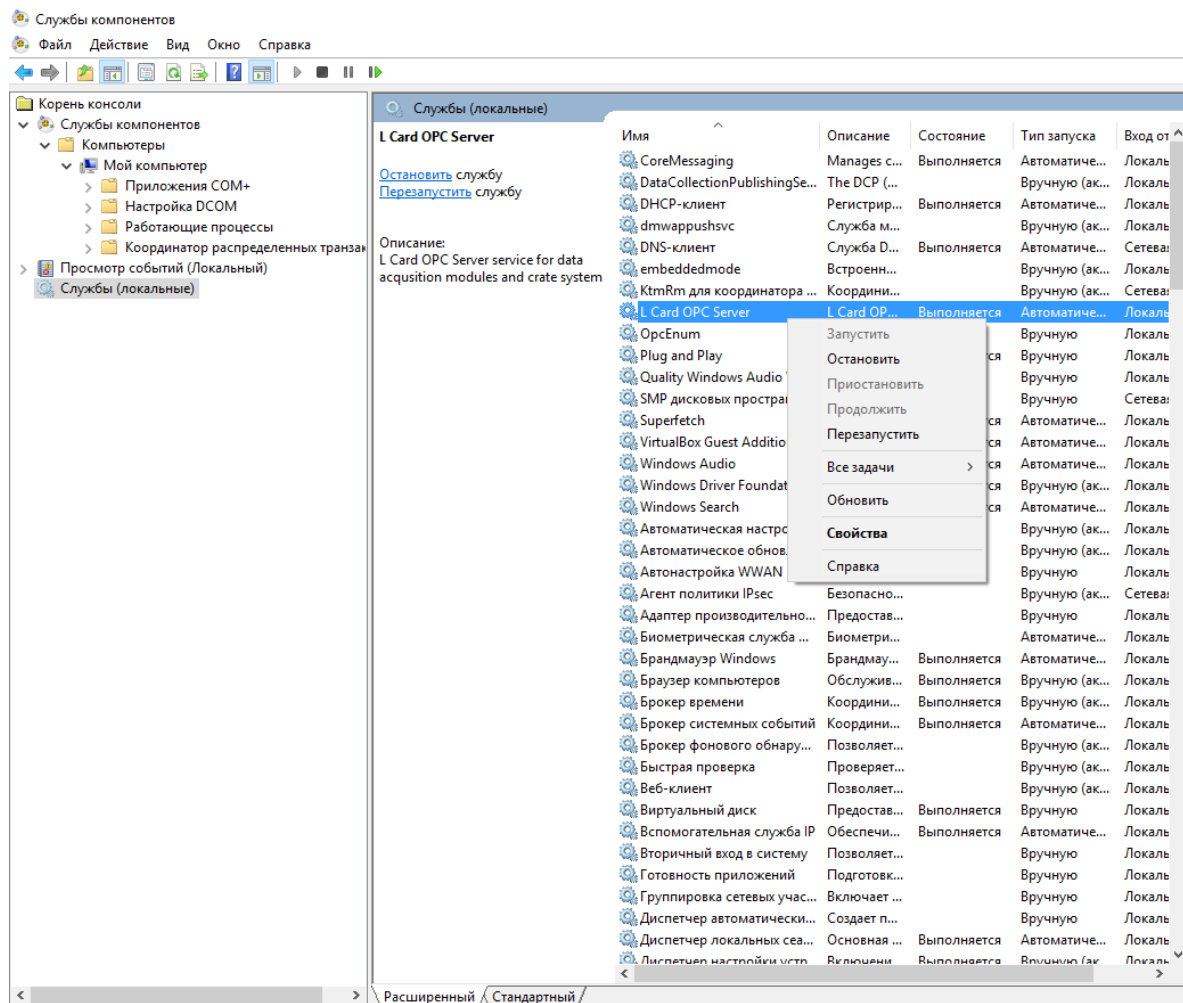 Службы компонентов
Файл Действие Вид Окно Справка
Корень консоли
Службы компонентов
Компьютеры
Мой компьютер
Приложения COM+
Настройка DCOM
Работающие процессы
Координатор распределенных транзак
Просмотр событий (Локальный)
Службы (локальные)
Службы (локальные)
L Card OPC Server
Остановить службу
Перезапустить службу
Описание:
L Card OPC Server service for data
acqusition modules and crate system
Имя Описание Состояние Тип запуска Вход от
CoreMessaging Manages c... Выполняется Автоматиче... Локаль
DataCollectionPublishingSe... The DCP (... Вручную (ак... Локаль
DHCP-клиент Регистрир... Выполняется Автоматиче... Локаль
dmwappushsvc Служба м... Вручную (ак... Локаль
DNS-клиент Служба D... Выполняется Автоматиче... Сетевая
embeddedmode Встроенн... Вручную (ак... Локаль
KtmRm для координатора ... Координи... Вручную (ак... Сетевая
L Card OPC Server L Card OP... Выполняется Автоматиче... Локаль
OpcEnum Вручную Локаль
Plug and Play ся Вручную Локаль
Quality Windows Audio Вручную Локаль
SMP дисковых простра Вручную Сетевая
Superfetch ся Автоматиче... Локаль
VirtualBox Guest Additio ся Автоматиче... Локаль
Windows Audio ся Автоматиче... Локаль
Windows Driver Foundat ся Вручную (ак... Локаль
Windows Search ся Автоматиче... Локаль
Автоматическая настро Вручную (ак... Локаль
Автоматическое обнов. Вручную (ак... Локаль
Автонастройка WWAN Вручную Локаль
Агент политики IPsec Безопасно... Вручную (ак... Сетевая
Адаптер производительно... Предостав... Вручную Локаль
Биометрическая служба ... Биометри... Автоматиче... Локаль
Брандмауэр Windows Брандмау... Выполняется Автоматиче... Локаль
Браузер компьютеров Обслужив... Выполняется Вручную (ак... Локаль
Брокер времени Координи... Выполняется Вручную (ак... Локаль
Брокер системных событий Координи... Выполняется Автоматиче... Локаль
Брокер фонового обнару... Позволяет... Вручную (ак... Локаль
Быстрая проверка Проверяет... Вручную (ак... Локаль
Веб-клиент Позволяет... Вручную (ак... Локаль
Виртуальный диск Предостав... Выполняется Вручную Локаль
Вспомогательная служба IP Обеспечи... Выполняется Автоматиче... Локаль
Вторичный вход в систему Позволяет... Вручную Локаль
Готовность приложений Подготовк... Вручную Локаль
Группировка сетевых учас... Включает ... Вручную Локаль
Диспетчер автоматически... Создает п... Вручную Локаль
Диспетчер локальных сеа... Основная ... Выполняется Автоматиче... Локаль
Диспетчер настройки устр Включени Выполняется Вручную (ак Локаль
Запустить
Остановить
Приостановить
Продолжить
Перезапустить
Все задачи
Обновить
Свойства
Справка
Расширенный Стандартный